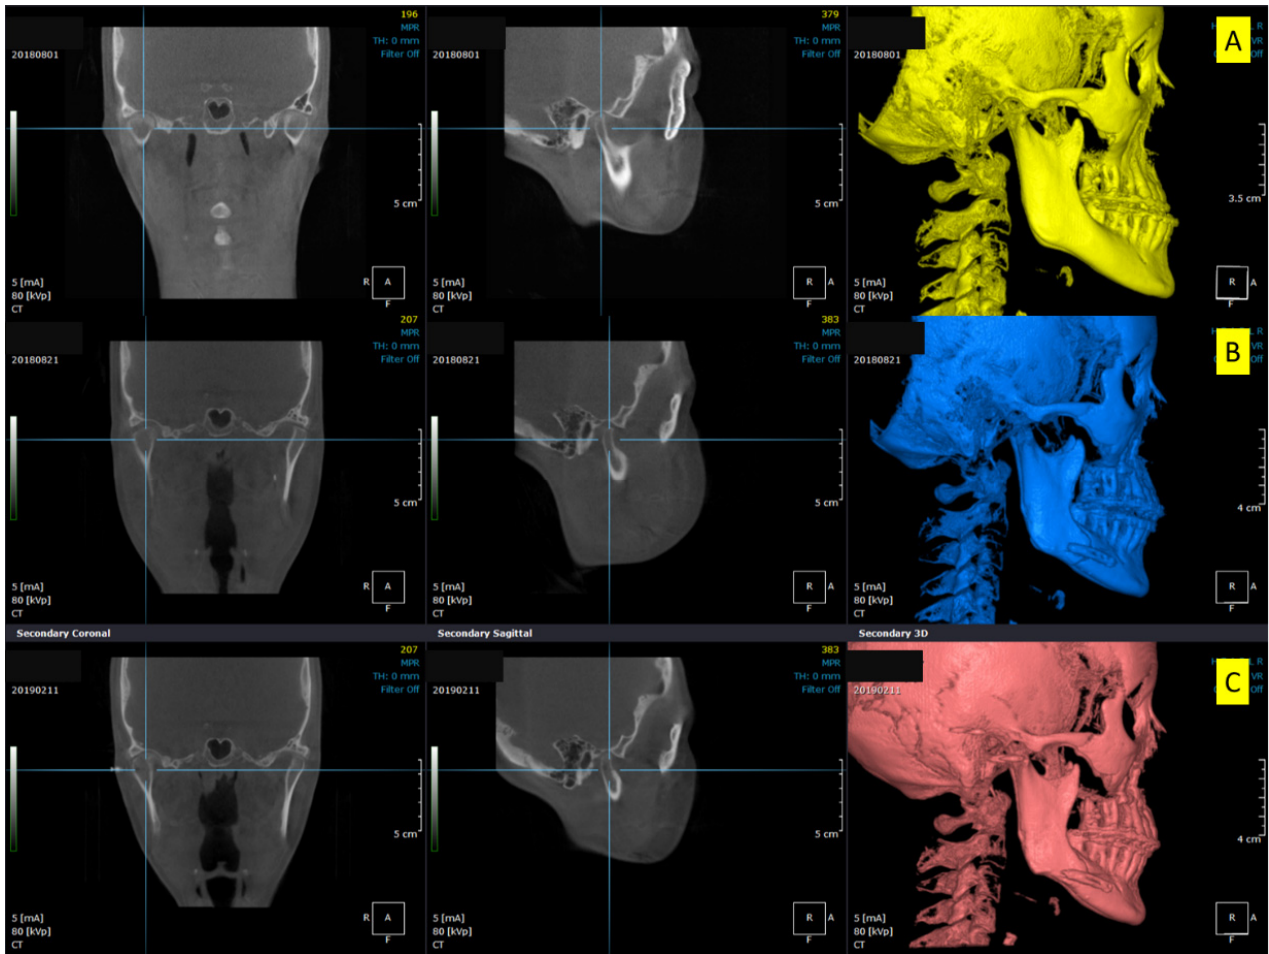 196
MPR
TH: 0 mm
Filter Off
20180801
5 cm
5 [mA]
80 [kVp]
CT
R
A
F
379
MPR
TH: 0 mm
Filter Off
20180801
5 cm
5 [mA]
80 [kVp]
CT
R
A
F
A
L R
VR
Off
20180801
3.5 cm
5 [mA]
80 [kVp]
CT
R
A
F
207
MPR
TH: 0 mm
Filter Off
20180821
5 cm
5 [mA]
80 [kVp]
CT
R
A
F
383
MPR
TH: 0 mm
Filter Off
20180821
5 cm
5 [mA]
80 [kVp]
CT
R
A
F
B
L R
VR
Off
20180821
4 cm
5 [mA]
80 [kVp]
CT
R
A
F
Secondary Coronal
207
MPR
TH: 0 mm
Filter Off
20190211
5 cm
5 [mA]
80 [kVp]
CT
R
A
F
Secondary Sagittal
383
MPR
TH: 0 mm
Filter Off
20190211
5 cm
5 [mA]
80 [kVp]
CT
R
A
F
Secondary 3D
C
L R
VR
Off
20190211
4 cm
5 [mA]
80 [kVp]
CT
R
A
F